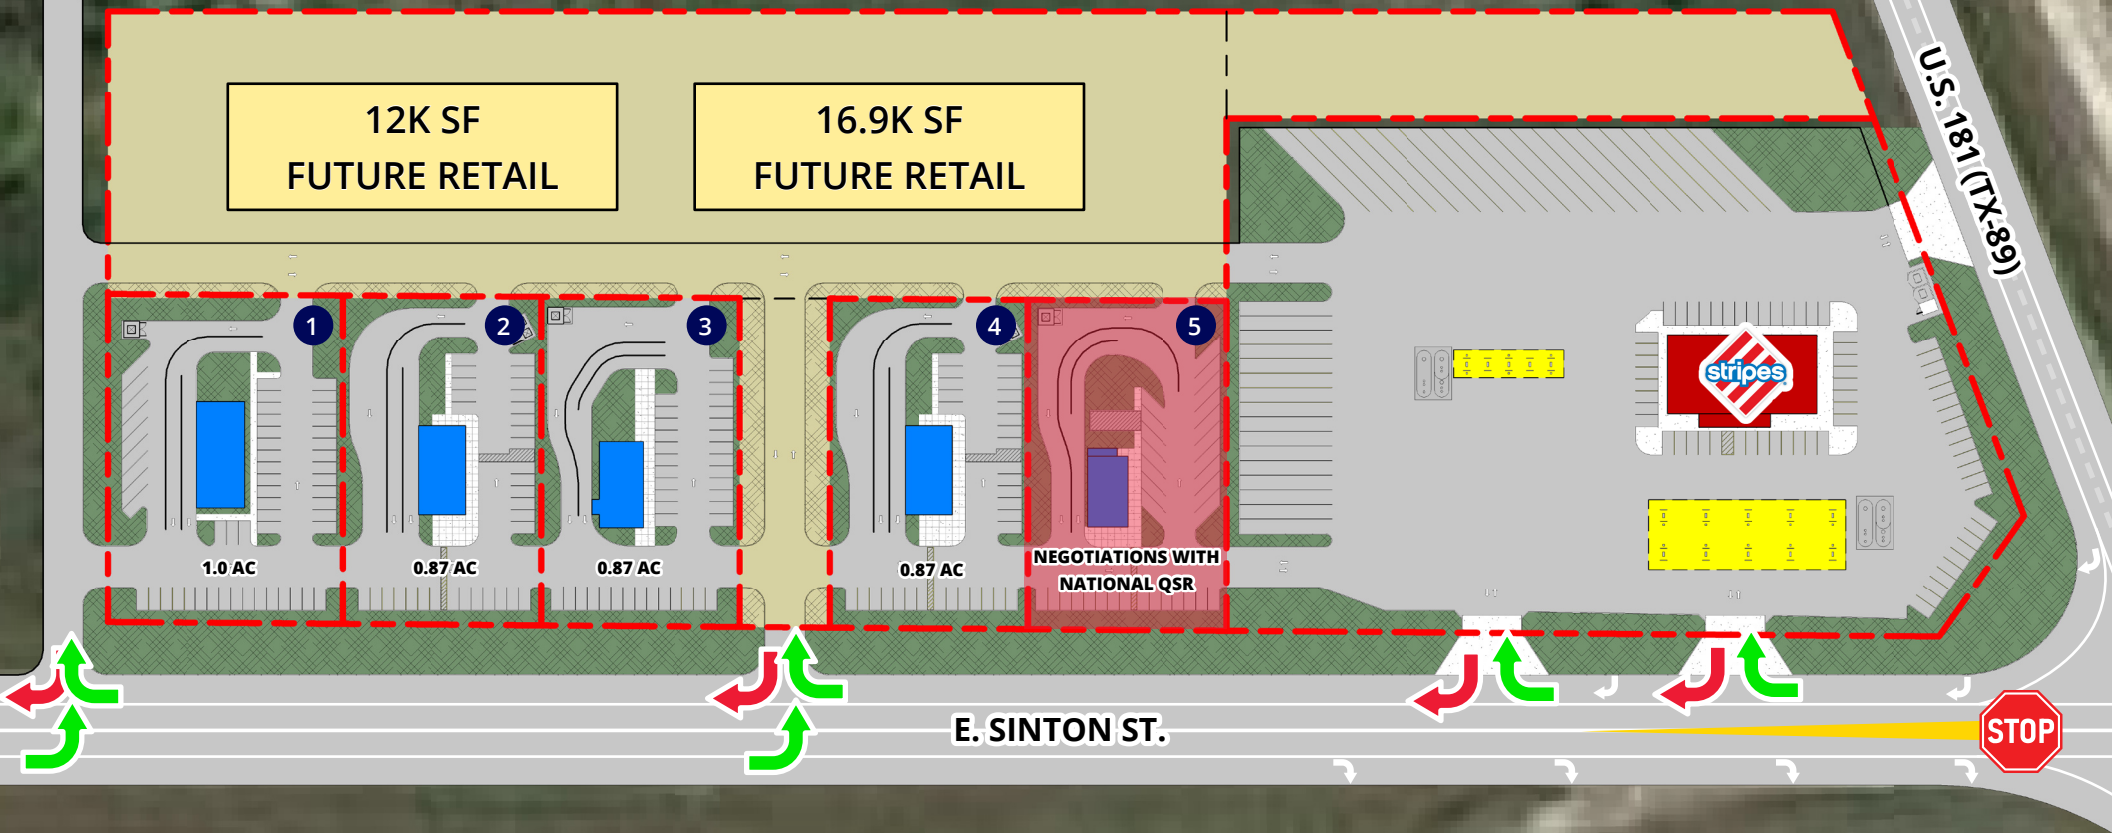 12K SF
FUTURE RETAIL
16.9K SF
FUTURE RETAIL
U.S. 181 (TX-89)
1
2
3
4
5
stripes
1.0 AC
0.87 AC
0.87 AC
0.87 AC
NEGOTIATIONS WITH
NATIONAL QSR
E. SINTON ST.
STOP